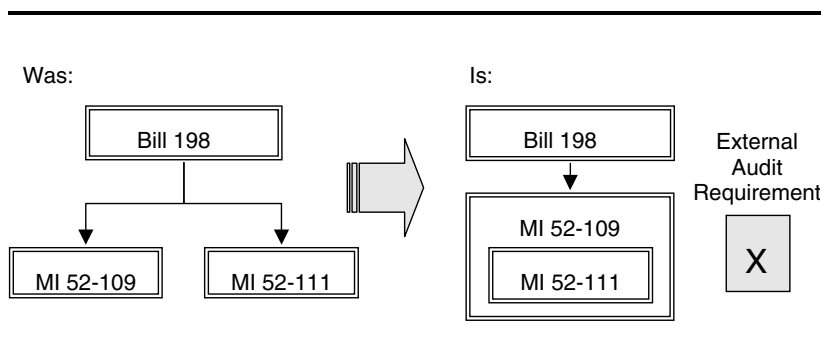 Was:
Is:
Bill 198
Bill 198
External
Audit
Requirement
MI 52-109
MI 52-109
MI 52-111
MI 52-111
X